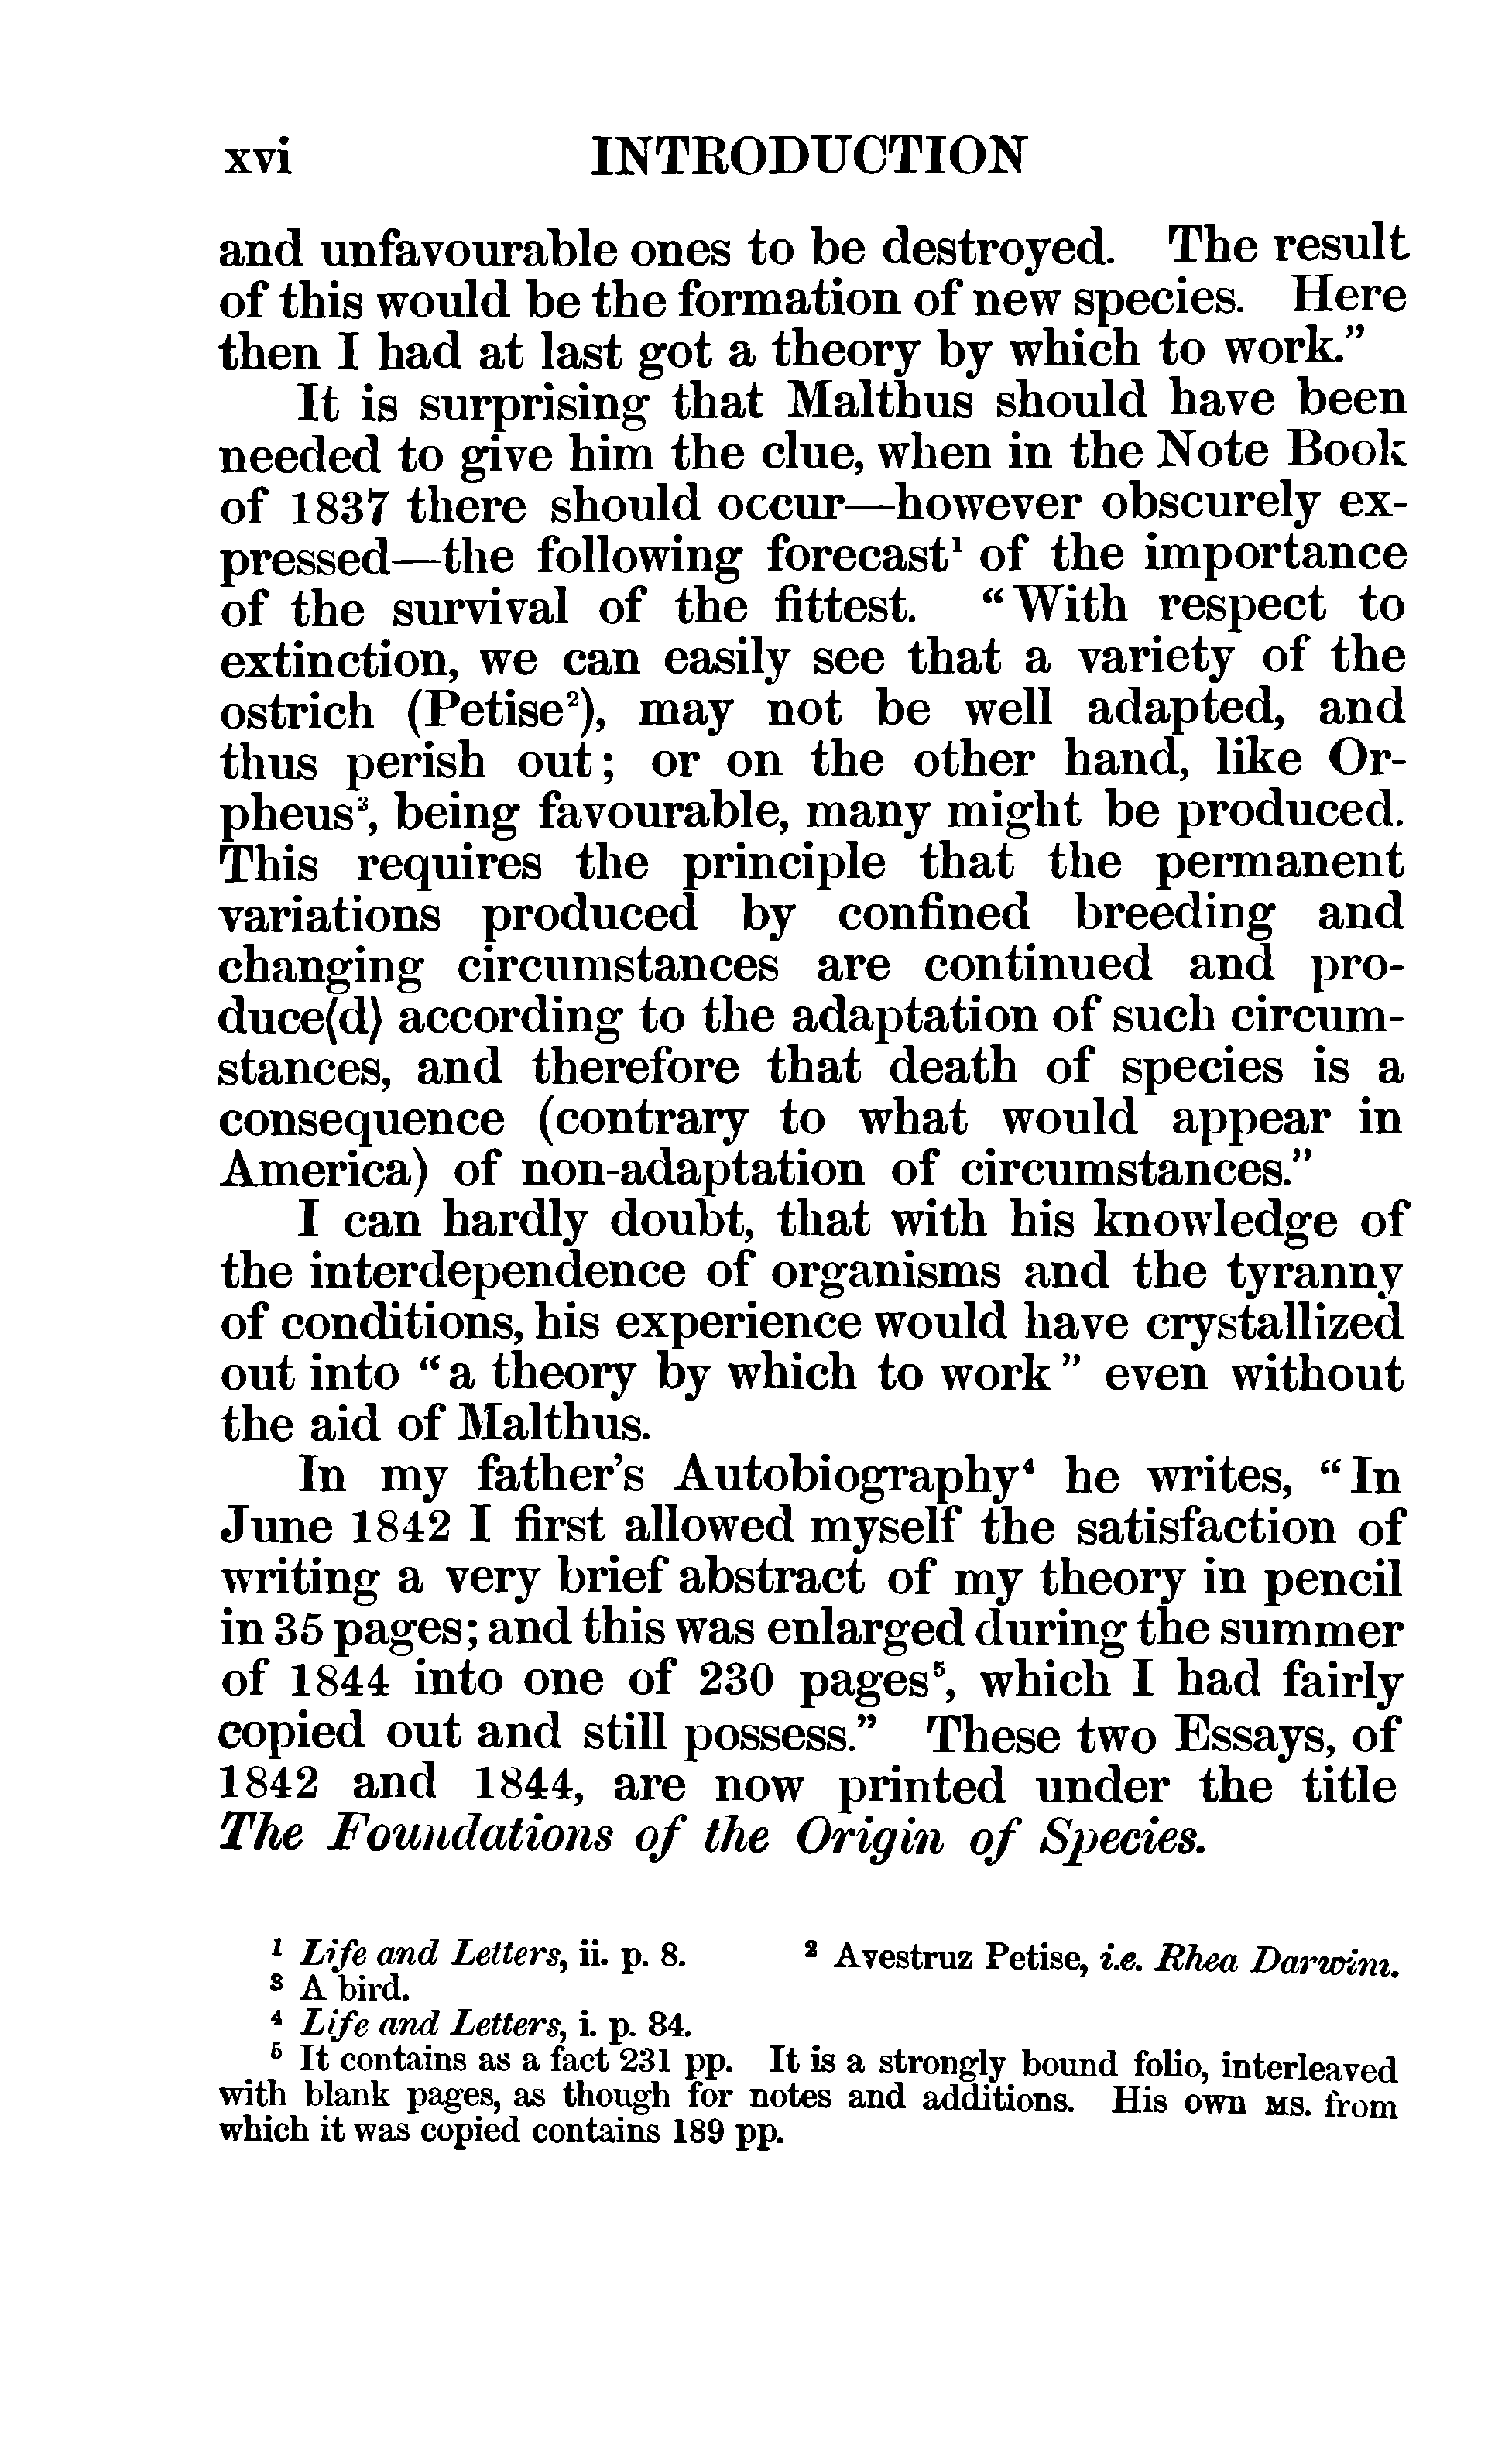 xvi INTRODUCTION
and unfavourable ones to be destroyed. The result
of this would be the formation of new species. Here
then I had at last got a theory by which to work.”
It is surprising that Malthus should have been
needed to give him the clue, when in the Note Book
of 1837 there should occur—however obscurely ex-
pressed—the following forecast¹ of the importance
of the survival of the fittest. “With respect to
extinction, we can easily see that a variety of the
ostrich (Petise²), may not be well adapted, and
thus perish out; or on the other hand, like Or-
pheus³, being favourable, many might be produced.
This requires the principle that the permanent
variations produced by confined breeding and
changing circumstances are continued and pro-
duce⟨d⟩ according to the adaptation of such circum-
stances, and therefore that death of species is a
consequence (contrary to what would appear in
America) of non-adaptation of circumstances.”
I can hardly doubt, that with his knowledge of
the interdependence of organisms and the tyranny
of conditions, his experience would have crystallized
out into “a theory by which to work” even without
the aid of Malthus.
In my father’s Autobiography⁴ he writes, “In
June 1842 I first allowed myself the satisfaction of
writing a very brief abstract of my theory in pencil
in 35 pages; and this was enlarged during the summer
of 1844 into one of 230 pages⁵, which I had fairly
copied out and still possess.” These two Essays, of
1842 and 1844, are now printed under the title
The Foundations of the Origin of Species.
¹ Life and Letters, ii. p. 8. ² Avestruz Petise, i.e. Rhea Darwini.
³ A bird.
⁴ Life and Letters, i. p. 84.
⁵ It contains as a fact 231 pp. It is a strongly bound folio, interleaved
with blank pages, as though for notes and additions. His own MS. from
which it was copied contains 189 pp.